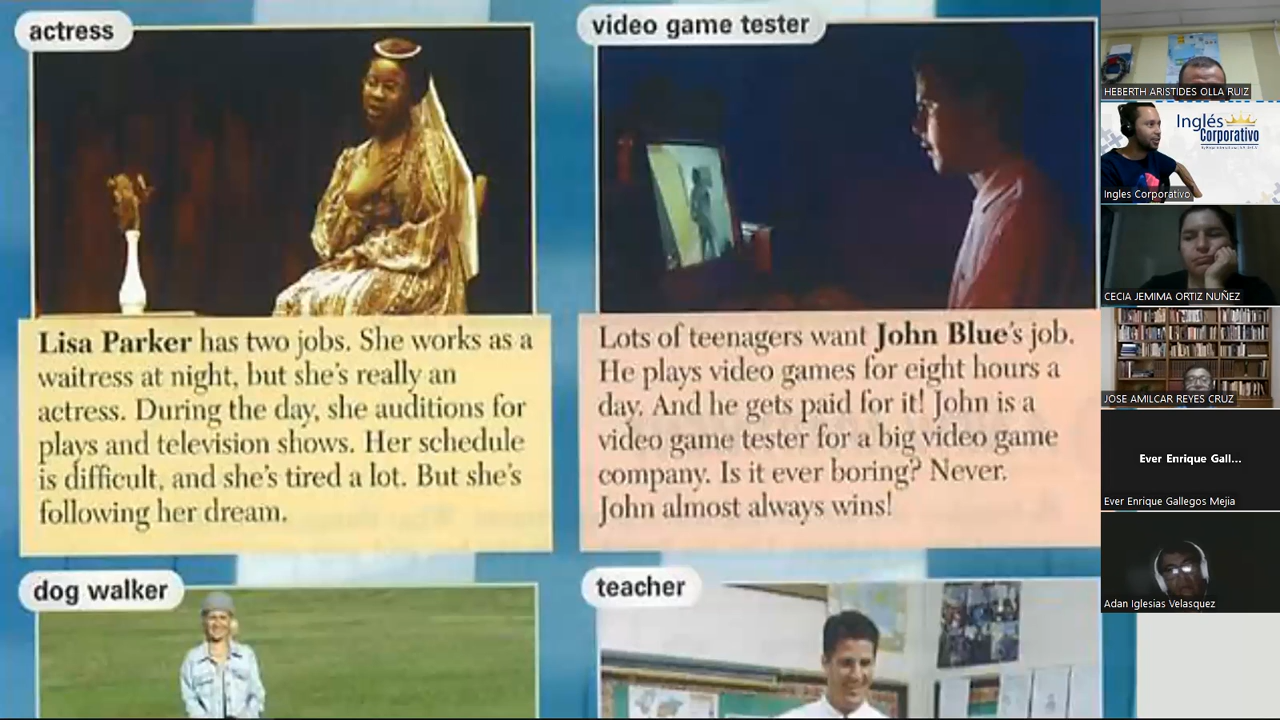 actress
Lisa Parker has two jobs. She works as a
waitress at night, but she's really an
actress. During the day, she auditions for
plays and television shows. Her schedule
is difficult, and she's tired a lot. But she's
following her dream.
video game tester
Lots of teenagers want John Blue's job.
He plays video games for eight hours a
day. And he gets paid for it! John is a
video game tester for a big video game
company. Is it ever boring? Never.
John almost always wins!
dog walker
teacher
HEBERTH ARISTIDES OLLA RUIZ
Inglés
Corporativo
Ingles Corporativo
CECIA JEMIMA ORTIZ NUÑEZ
JOSE AMILCAR REYES CRUZ
Ever Enrique Gall...
Ever Enrique Gallegos Mejia
Adan Iglesias Velasquez